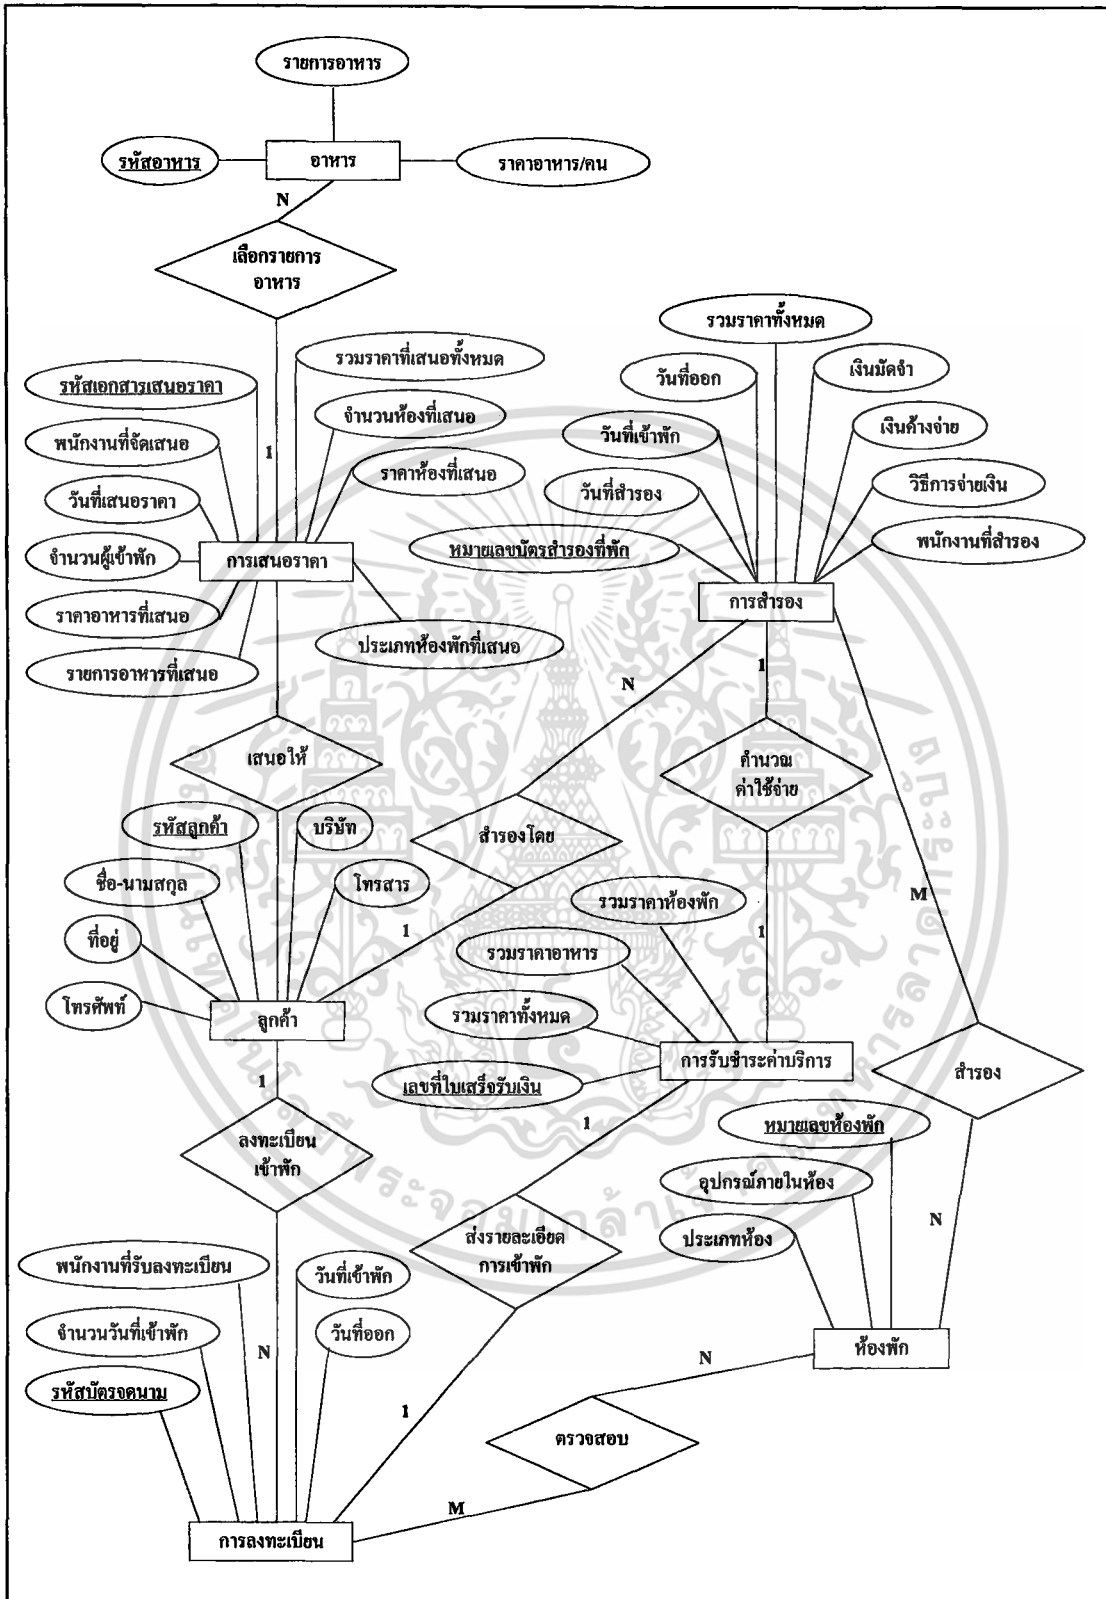 รายการอาหาร
รหัสอาหาร
อาหาร
ราคาอาหาร/คน
N
เลือกรายการ
อาหาร
รวมราคาทั้งหมด
รวมราคาที่เสนอทั้งหมด
วันที่ออก
เงินมัดจำ
รหัสเอกสารเสนอราคา
จำนวนห้องที่เสนอ
เงินค้างจ่าย
พนักงานที่จัดเสนอ
1
วันที่เข้าพัก
ราคาห้องที่เสนอ
วิธีการจ่ายเงิน
วันที่เสนอราคา
วันที่สำรอง
พนักงานที่สำรอง
จำนวนผู้เข้าพัก
การเสนอราคา
หมายเลขบัตรสำรองที่พัก
การสำรอง
ราคาอาหารที่เสนอ
ประเภทห้องพักที่เสนอ
รายการอาหารที่เสนอ
N
1
เสนอให้
คำนวณ
ค่าใช้จ่าย
รหัสลูกค้า
บริษัท
สำรองโดย
ชื่อ-นามสกุล
โทรสาร
M
รวมราคาห้องพัก
ที่อยู่
1
1
รวมราคาอาหาร
โทรศัพท์
ลูกค้า
รวมราคาทั้งหมด
การรับชำระค่าบริการ
สำรอง
1
เลขที่ใบเสร็จรับเงิน
1
หมายเลขห้องพัก
ลงทะเบียน
เข้าพัก
อุปกรณ์ภายในห้อง
N
ส่งรายละเอียด
การเข้าพัก
ประเภทห้อง
พนักงานที่รับลงทะเบียน
วันที่เข้าพัก
จำนวนวันที่เข้าพัก
N
วันที่ออก
N
ห้องพัก
รหัสบัตรจดนาม
1
ตรวจสอบ
M
การลงทะเบียน
พระจอมเกล้าเจ้าคุณทหารลาดกระบัง